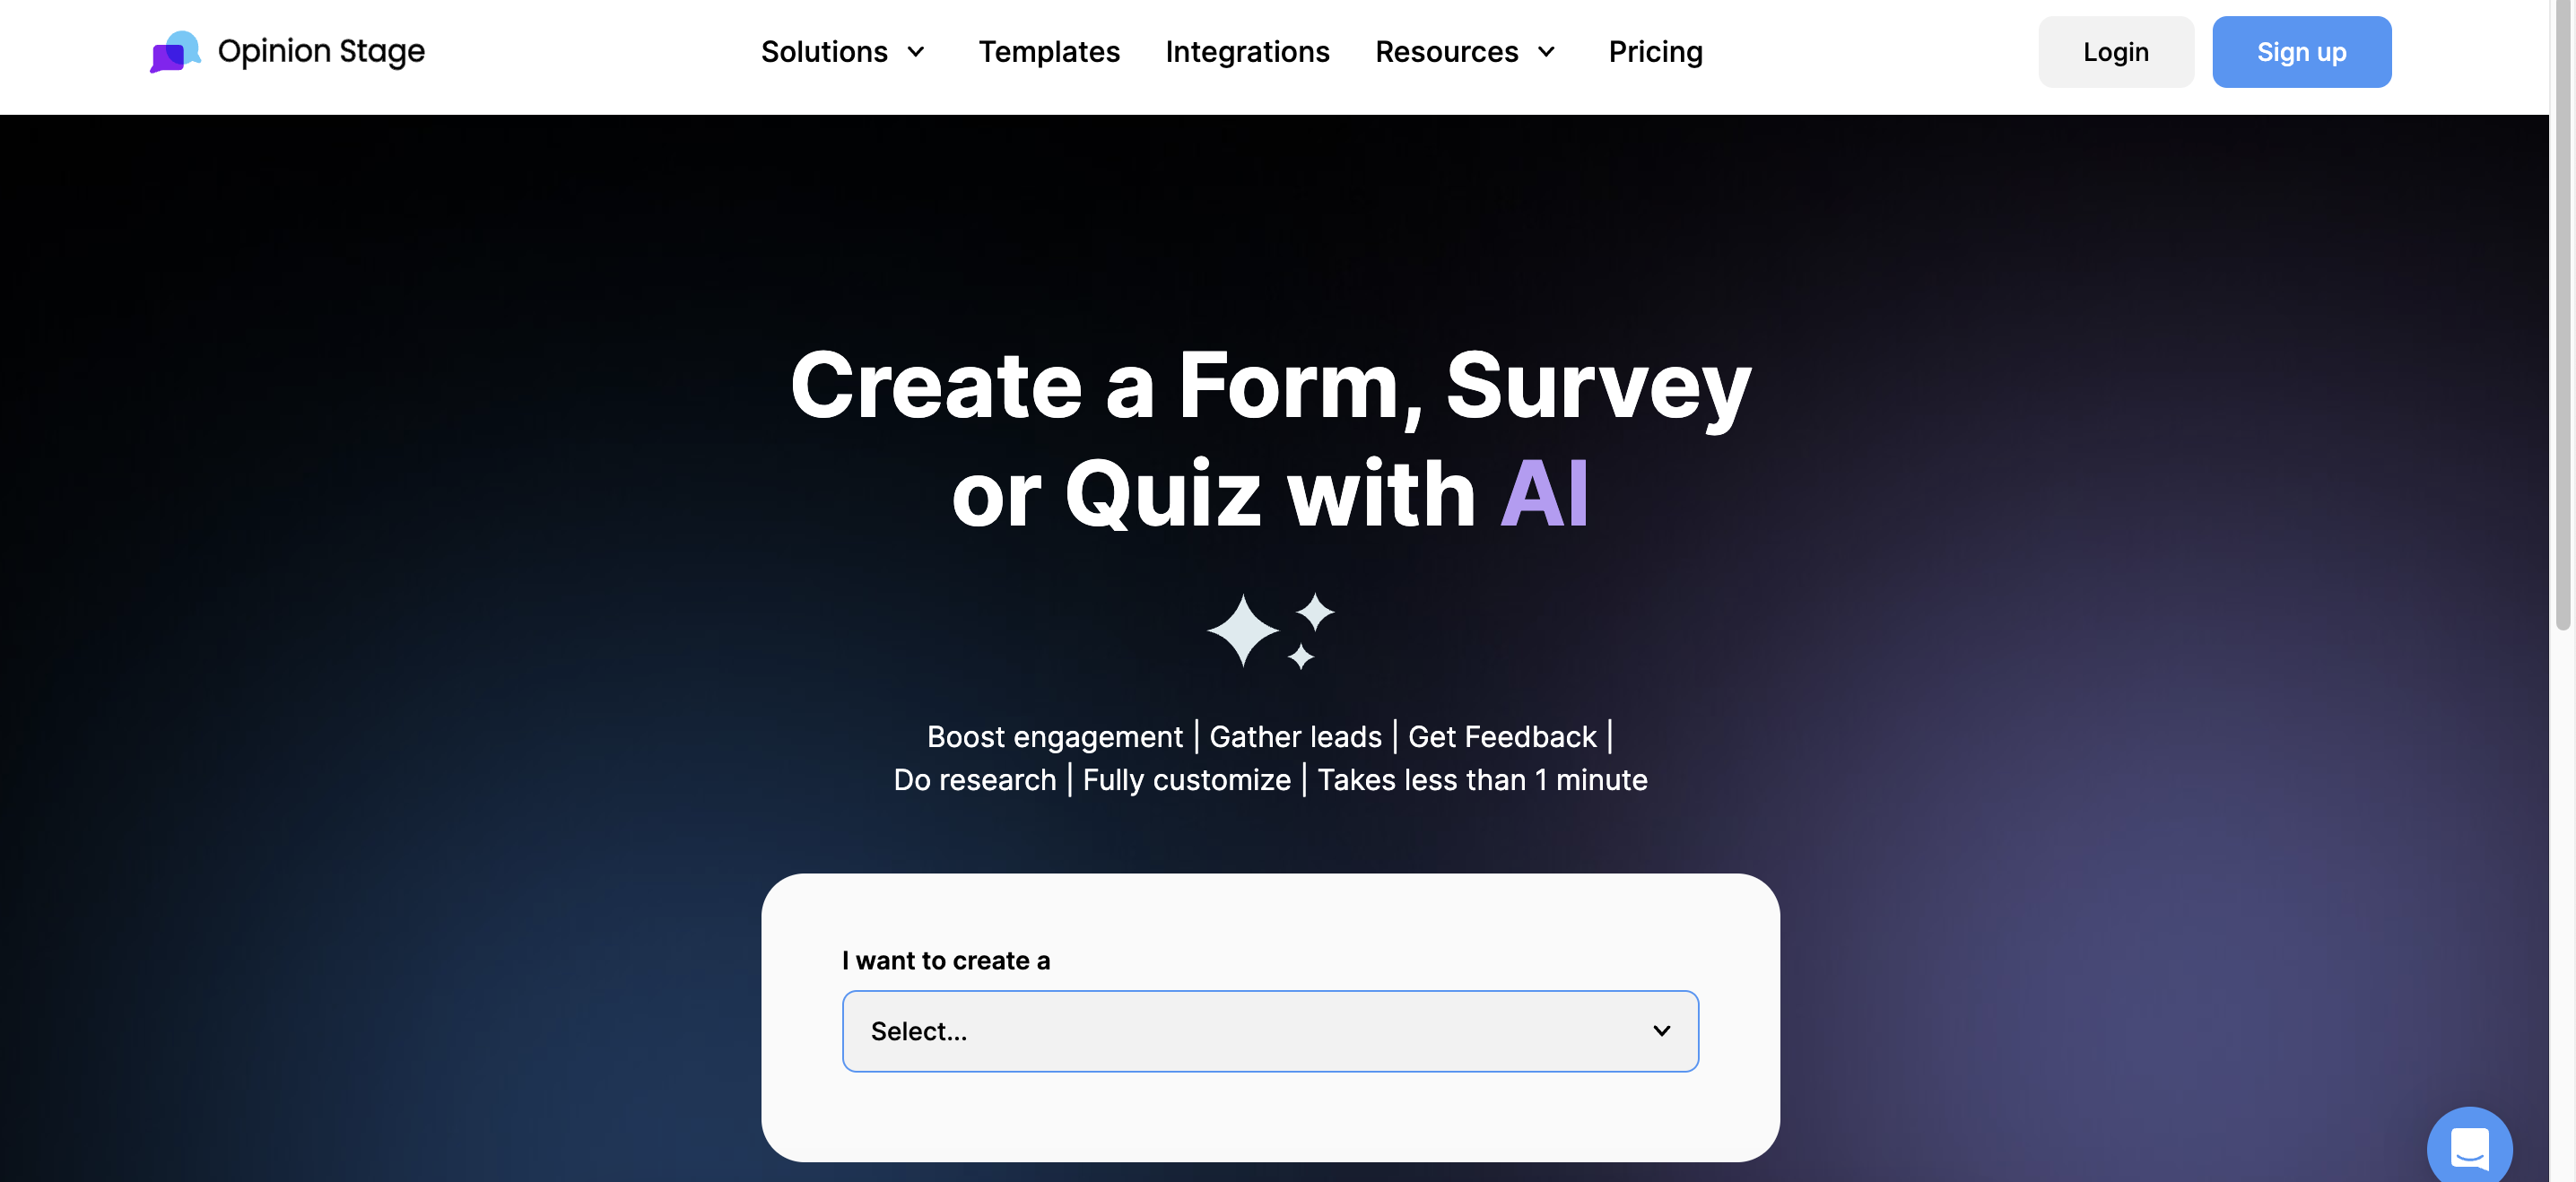 Opinion Stage
Solutions Templates Integrations Resources Pricing
Login
Sign up
Create a Form, Survey
or Quiz with AI
Boost engagement | Gather leads | Get Feedback |
Do research | Fully customize | Takes less than 1 minute
I want to create a
Select...